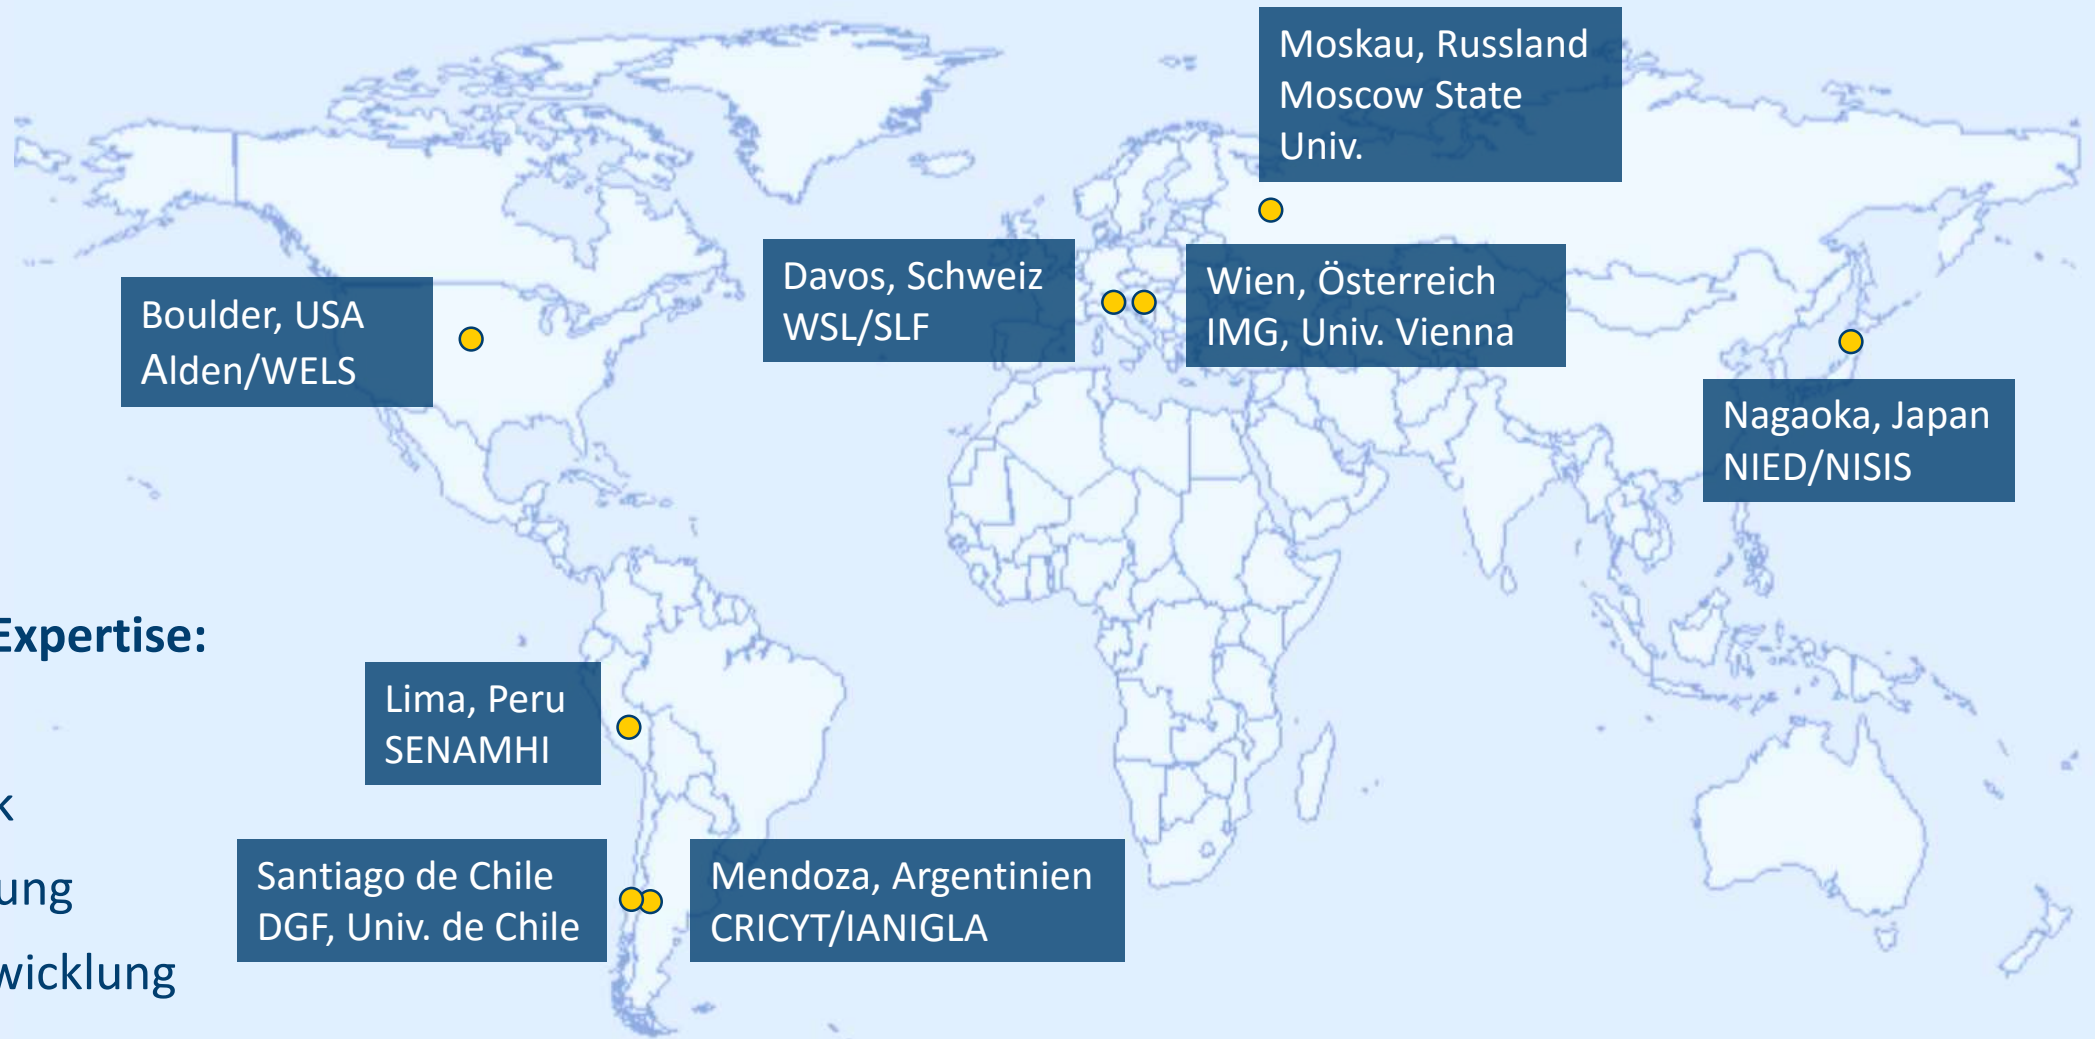 Moskau, Russland
Moscow State
Univ.
Davos, Schweiz
WSL/SLF
Wien, Österreich
IMG, Univ. Vienna
Boulder, USA
Alden/WELS
Nagaoka, Japan
NIED/NISIS
Expertise:
Lima, Peru
SENAMHI
k
ung
wicklung
Santiago de Chile
DGF, Univ. de Chile
Mendoza, Argentinien
CRICYT/IANIGLA